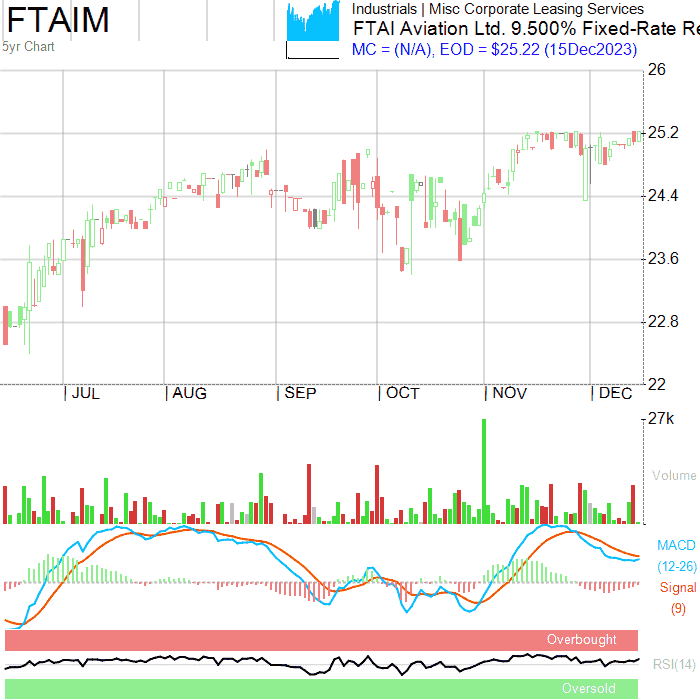 FTAIM
5yr Chart
Industrials | Misc Corporate Leasing Services
FTAI Aviation Ltd. 9.500% Fixed-Rate Re
MC = (N/A), EOD = $25.22 (15Dec2023)
26
25.2
24.4
23.6
22.8
22
JUL AUG SEP OCT NOV DEC
27k
Volume
MACD
(12-26)
Signal
(9)
Overbought
RSI(14)
Oversold